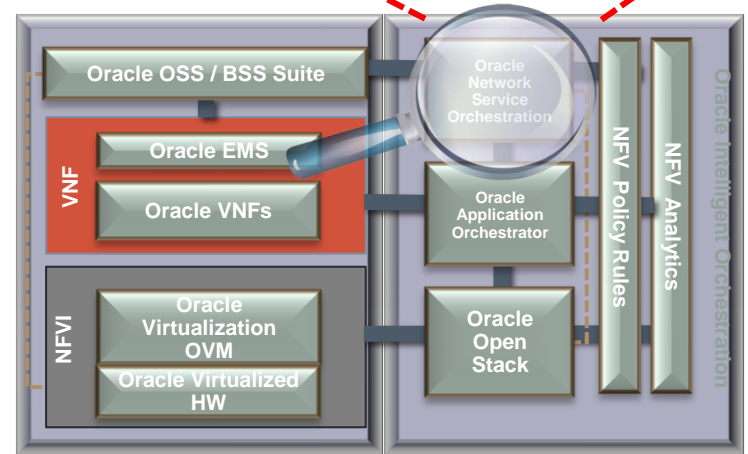 Oracle OSS / BSS Suite
VNF
Oracle EMS
Oracle VNFs
NFVI
Oracle
Virtualization
OVM
Oracle Virtualized
HW
Oracle
Network
Service
Orchestration
Oracle
Application
Orchestrator
Oracle
Open
Stack
NFV Policy Rules
NFV Analytics
Oracle Intelligent Orchestration